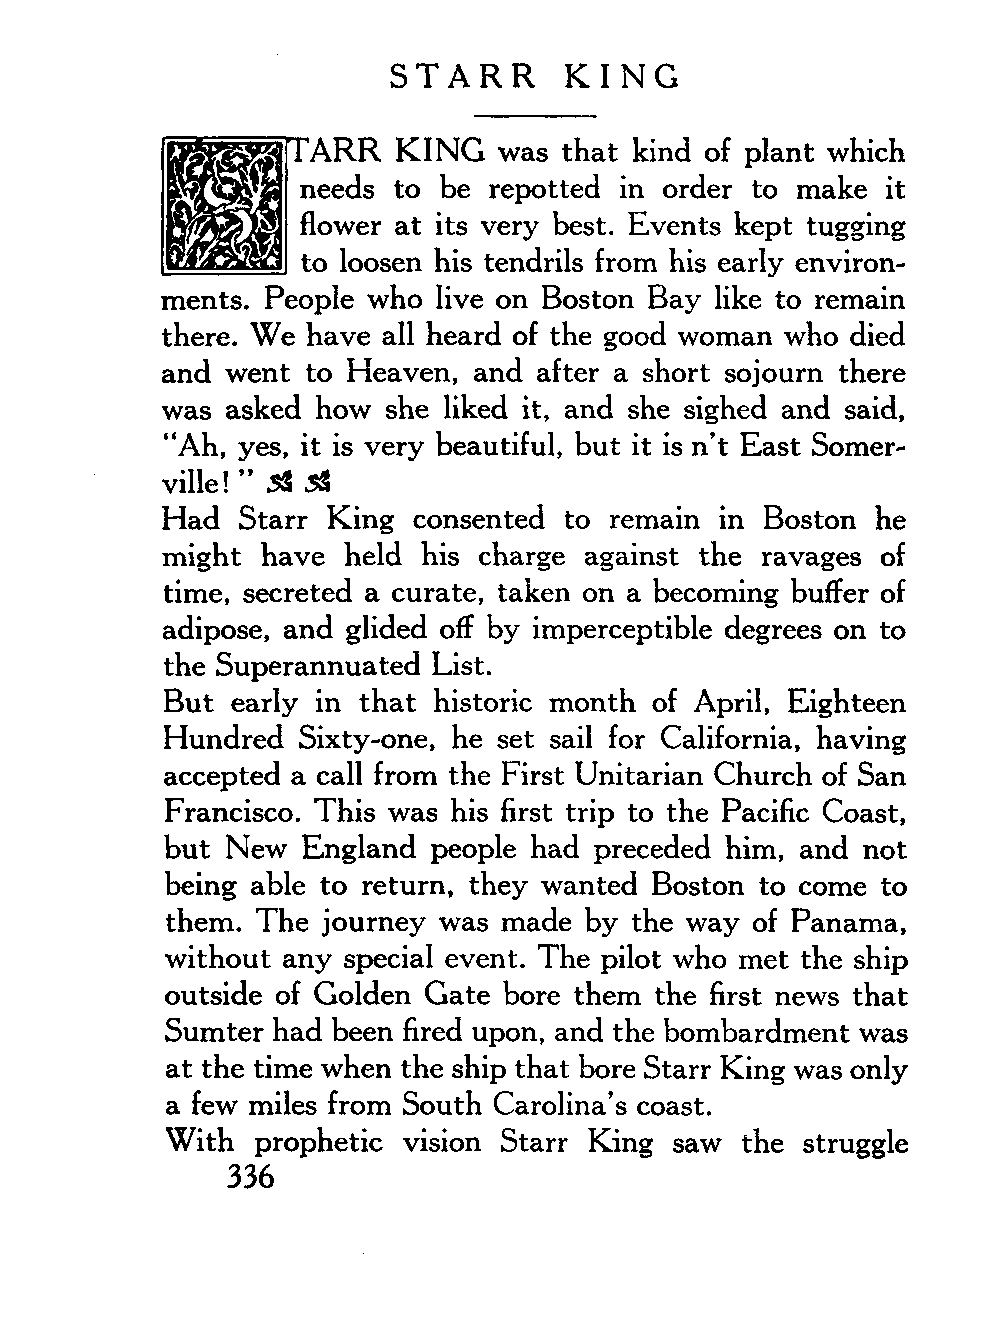 STARR KING
STARR KING was that kind of plant which
needs to be repotted in order to make it
flower at its very best. Events kept tugging
to loosen his tendrils from his early environ-
ments. People who live on Boston Bay like to remain
there. We have all heard of the good woman who died
and went to Heaven, and after a short sojourn there
was asked how she liked it, and she sighed and said,
"Ah, yes, it is very beautiful, but it is n't East Somer-
ville!"
Had Starr King consented to remain in Boston he
might have held his charge against the ravages of
time, secreted a curate, taken on a becoming buffer of
adipose, and glided off by imperceptible degrees on to
the Superannuated List.
But early in that historic month of April, Eighteen
Hundred Sixty-one, he set sail for California, having
accepted a call from the First Unitarian Church of San
Francisco. This was his first trip to the Pacific Coast,
but New England people had preceded him, and not
being able to return, they wanted Boston to come to
them. The journey was made by the way of Panama,
without any special event. The pilot who met the ship
outside of Golden Gate bore them the first news that
Sumter had been fired upon, and the bombardment was
at the time when the ship that bore Starr King was only
a few miles from South Carolina's coast.
With prophetic vision Starr King saw the struggle
336